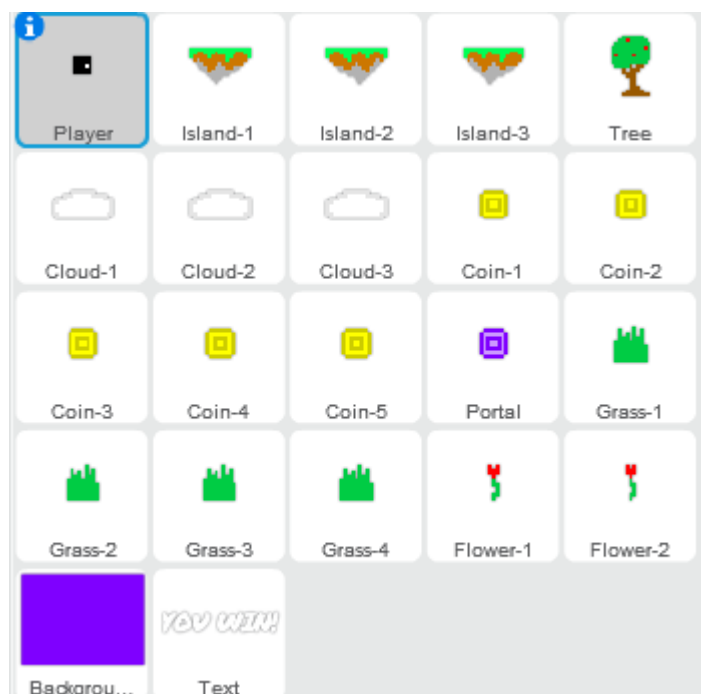 i
Player Island-1 Island-2 Island-3 Tree
Cloud-1 Cloud-2 Cloud-3 Coin-1 Coin-2
Coin-3 Coin-4 Coin-5 Portal Grass-1
Grass-2 Grass-3 Grass-4 Flower-1 Flower-2
YOU WIN!
Backgrou... Text